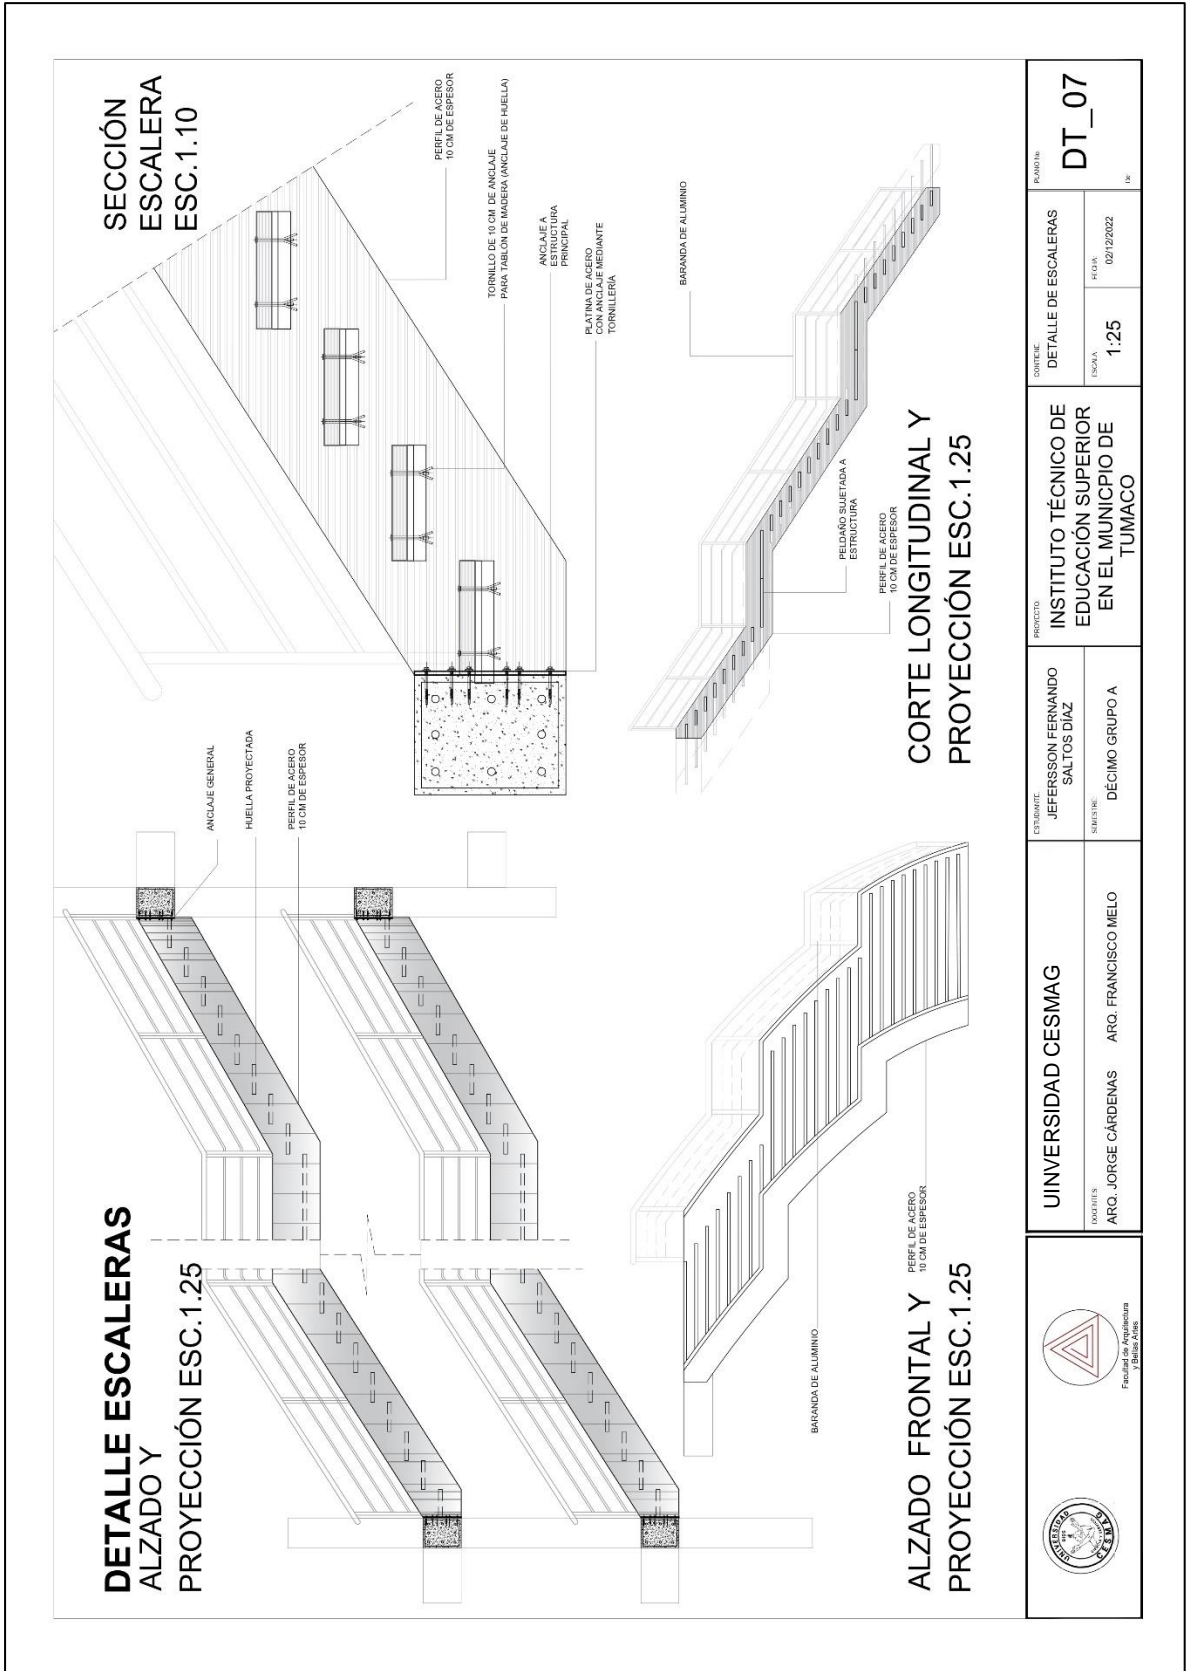 DETALLE ESCALERAS
ALZADO Y
PROYECCIÓN ESC.1.25
ANCLAJE GENERAL
HUELLA PROYECTADA
PERFIL DE ACERO
10 CM DE ESPESOR
SECCIÓN
ESCALERA
ESC.1.10
PERFIL DE ACERO
10 CM DE ESPESOR
TORNILLO DE 10 CM DE ANCLAJE
PARA TABLÓN DE MADERA (ANCLAJE DE HUELLA)
ANCLAJE A
ESTRUCTURA
PRINCIPAL
PLATINA DE ACERO
CON ANCLAJE MEDIANTE
TORNILLERÍA
BARANDA DE ALUMINIO
PERFIL DE ACERO
10 CM DE ESPESOR
ALZADO FRONTAL Y
PROYECCIÓN ESC.1.25
BARANDA DE ALUMINIO
PELDAÑO SUJETADA A
ESTRUCTURA
PERFIL DE ACERO
10 CM DE ESPESOR
CORTE LONGITUDINAL Y
PROYECCIÓN ESC.1.25
UNIVERSIDAD
CESMAG
Facultad de Arquitectura
y Bellas Artes
UINVERSIDAD CESMAG
DOCENTES:
ARQ. JORGE CÁRDENAS ARQ. FRANCISCO MELO
ESTUDIANTE:
JEFERSSON FERNANDO
SALTOS DÍAZ
SEMESTRE:
DÉCIMO GRUPO A
PROYECTO:
INSTITUTO TÉCNICO DE
EDUCACIÓN SUPERIOR
EN EL MUNICPIO DE
TUMACO
CONTIENE:
DETALLE DE ESCALERAS
ESCALA:
1:25
FECHA:
02/12/2022
PLANO No
DT_07